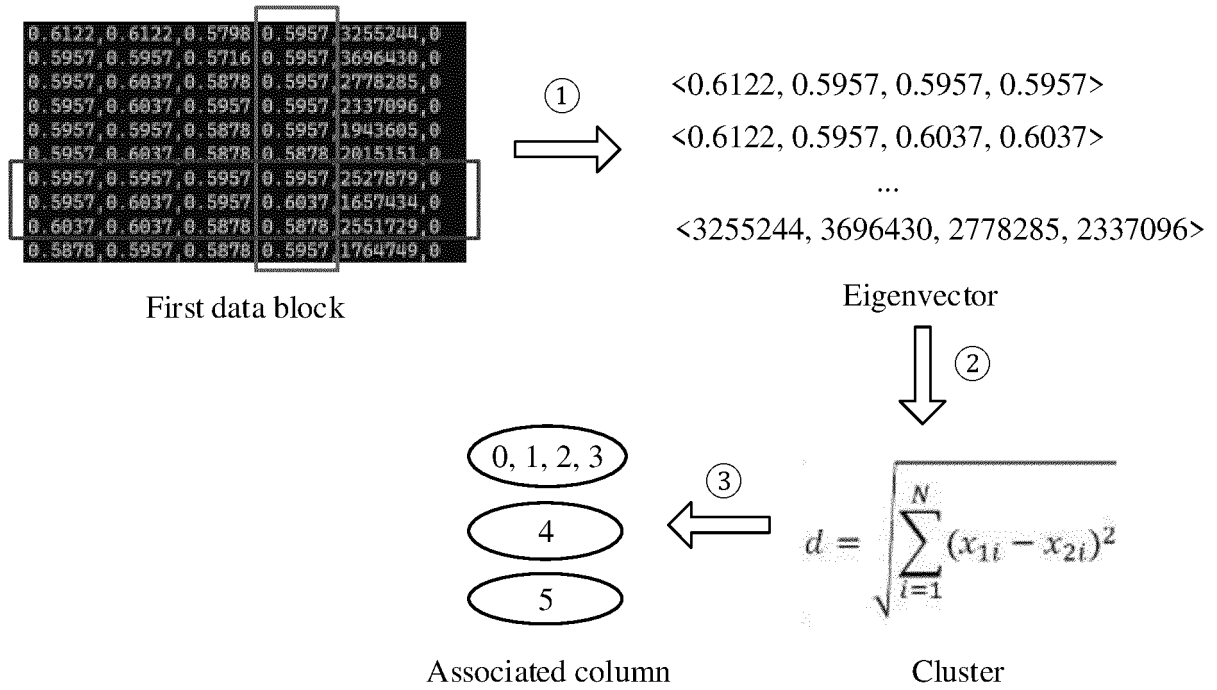 0.6122,0.6122,0.5798,0.5957,3255244,0
0.5957,0.5957,0.5716,0.5957,3696430,0
0.5957,0.6037,0.5878,0.5957,2778285,0
0.5957,0.6037,0.5957,0.5957,2337096,0
0.5957,0.5957,0.5878,0.5957,1943605,0
0.5957,0.6037,0.5878,0.5878,2015151,0
0.5957,0.5957,0.5957,0.5957,2527879,0
0.5957,0.6037,0.5957,0.6037,1657434,0
0.6037,0.6037,0.5878,0.5878,2551729,0
0.5878,0.5957,0.5878,0.5957,1764749,0
First data block
①
<0.6122, 0.5957, 0.5957, 0.5957>
<0.6122, 0.5957, 0.6037, 0.6037>
...
<3255244, 3696430, 2778285, 2337096>
Eigenvector
②
d = √∑_{i=1}^{N}(x_{1i} − x_{2i})²
Cluster
③
0, 1, 2, 3
4
5
Associated column